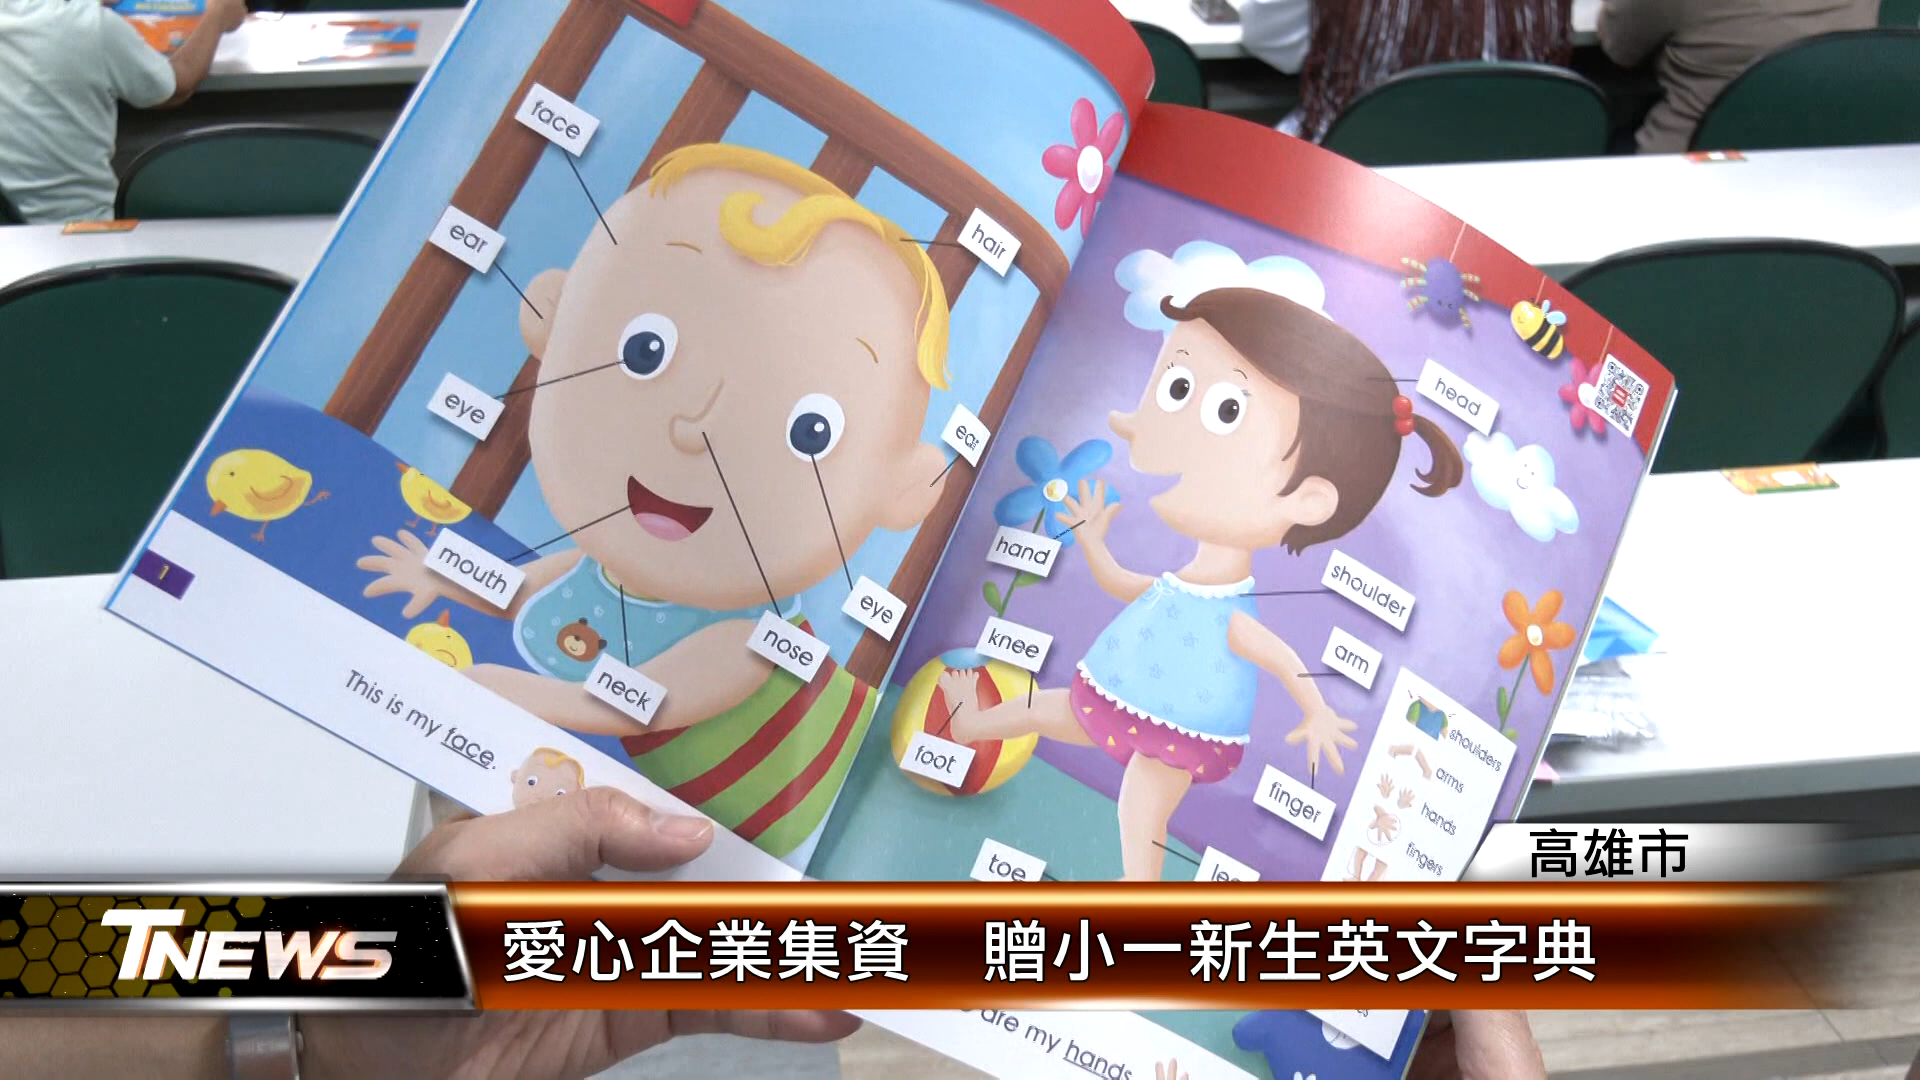 face
ear
eye
mouth
neck
nose
eye
ear
hair
1
This is my face.
head
hand
shoulder
knee
arm
foot
finger
toe
shoulders
arms
hands
fingers
are my hands
高雄市
TNEWS
愛心企業集資 贈小一新生英文字典